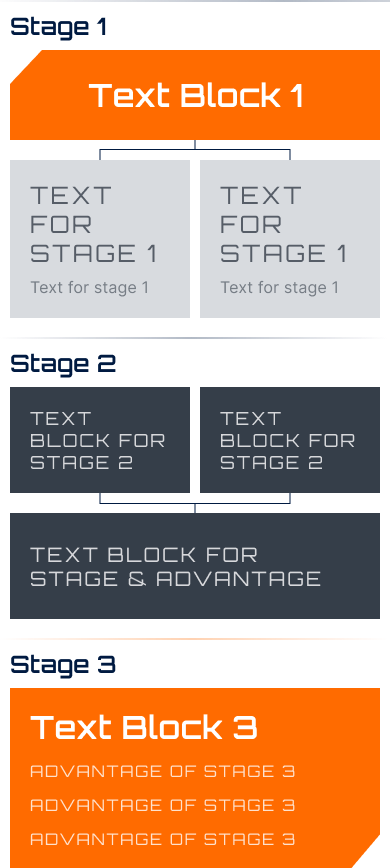 Stage 1
Text Block 1
TEXT
FOR
STAGE 1
Text for stage 1
TEXT
FOR
STAGE 1
Text for stage 1
Stage 2
TEXT
BLOCK FOR
STAGE 2
TEXT
BLOCK FOR
STAGE 2
TEXT BLOCK FOR
STAGE & ADVANTAGE
Stage 3
Text Block 3
ADVANTAGE OF STAGE 3
ADVANTAGE OF STAGE 3
ADVANTAGE OF STAGE 3